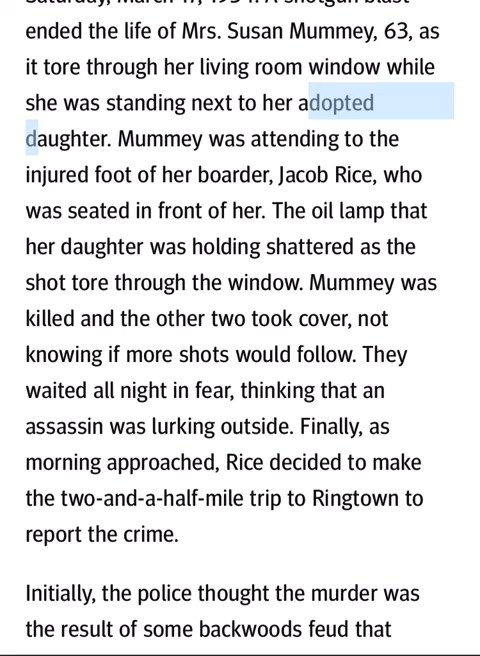 Saturday, March A shotgun blast
ended the life of Mrs. Susan Mummey, 63, as
it tore through her living room window while
she was standing next to her adopted
daughter. Mummey was attending to the
injured foot of her boarder, Jacob Rice, who
was seated in front of her. The oil lamp that
her daughter was holding shattered as the
shot tore through the window. Mummey was
killed and the other two took cover, not
knowing if more shots would follow. They
waited all night in fear, thinking that an
assassin was lurking outside. Finally, as
morning approached, Rice decided to make
the two-and-a-half-mile trip to Ringtown to
report the crime.
Initially, the police thought the murder was
the result of some backwoods feud that